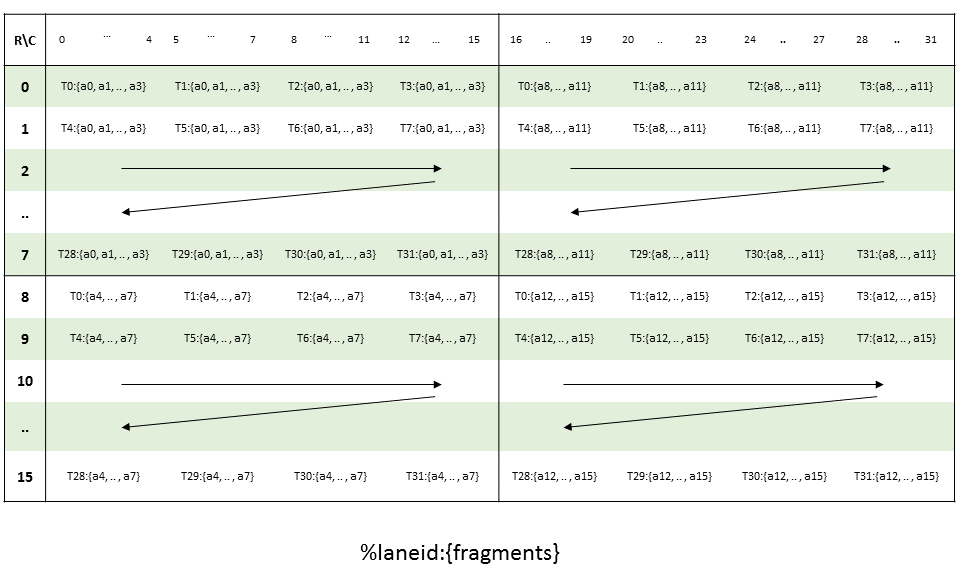 R\C 0 ... 4 5 ... 7 8 ... 11 12 ... 15 16 .. 19 20 .. 23 24 .. 27 28 .. 31
0 T0:{a0, a1, .. , a3} T1:{a0, a1, .. , a3} T2:{a0, a1, .. , a3} T3:{a0, a1, .. , a3} T0:{a8, .. , a11} T1:{a8, .. , a11} T2:{a8, .. , a11} T3:{a8, .. , a11}
1 T4:{a0, a1, .. , a3} T5:{a0, a1, .. , a3} T6:{a0, a1, .. , a3} T7:{a0, a1, .. , a3} T4:{a8, .. , a11} T5:{a8, .. , a11} T6:{a8, .. , a11} T7:{a8, .. , a11}
2
..
7 T28:{a0, a1, .. , a3} T29:{a0, a1, .. , a3} T30:{a0, a1, .. , a3} T31:{a0, a1, .. , a3} T28:{a8, .. , a11} T29:{a8, .. , a11} T30:{a8, .. , a11} T31:{a8, .. , a11}
8 T0:{a4, .. , a7} T1:{a4, .. , a7} T2:{a4, .. , a7} T3:{a4, .. , a7} T0:{a12, .. , a15} T1:{a12, .. , a15} T2:{a12, .. , a15} T3:{a12, .. , a15}
9 T4:{a4, .. , a7} T5:{a4, .. , a7} T6:{a4, .. , a7} T7:{a4, .. , a7} T4:{a12, .. , a15} T5:{a12, .. , a15} T6:{a12, .. , a15} T7:{a12, .. , a15}
10
..
15 T28:{a4, .. , a7} T29:{a4, .. , a7} T30:{a4, .. , a7} T31:{a4, .. , a7} T28:{a12, .. , a15} T29:{a12, .. , a15} T30:{a12, .. , a15} T31:{a12, .. , a15}
%laneid:{fragments}